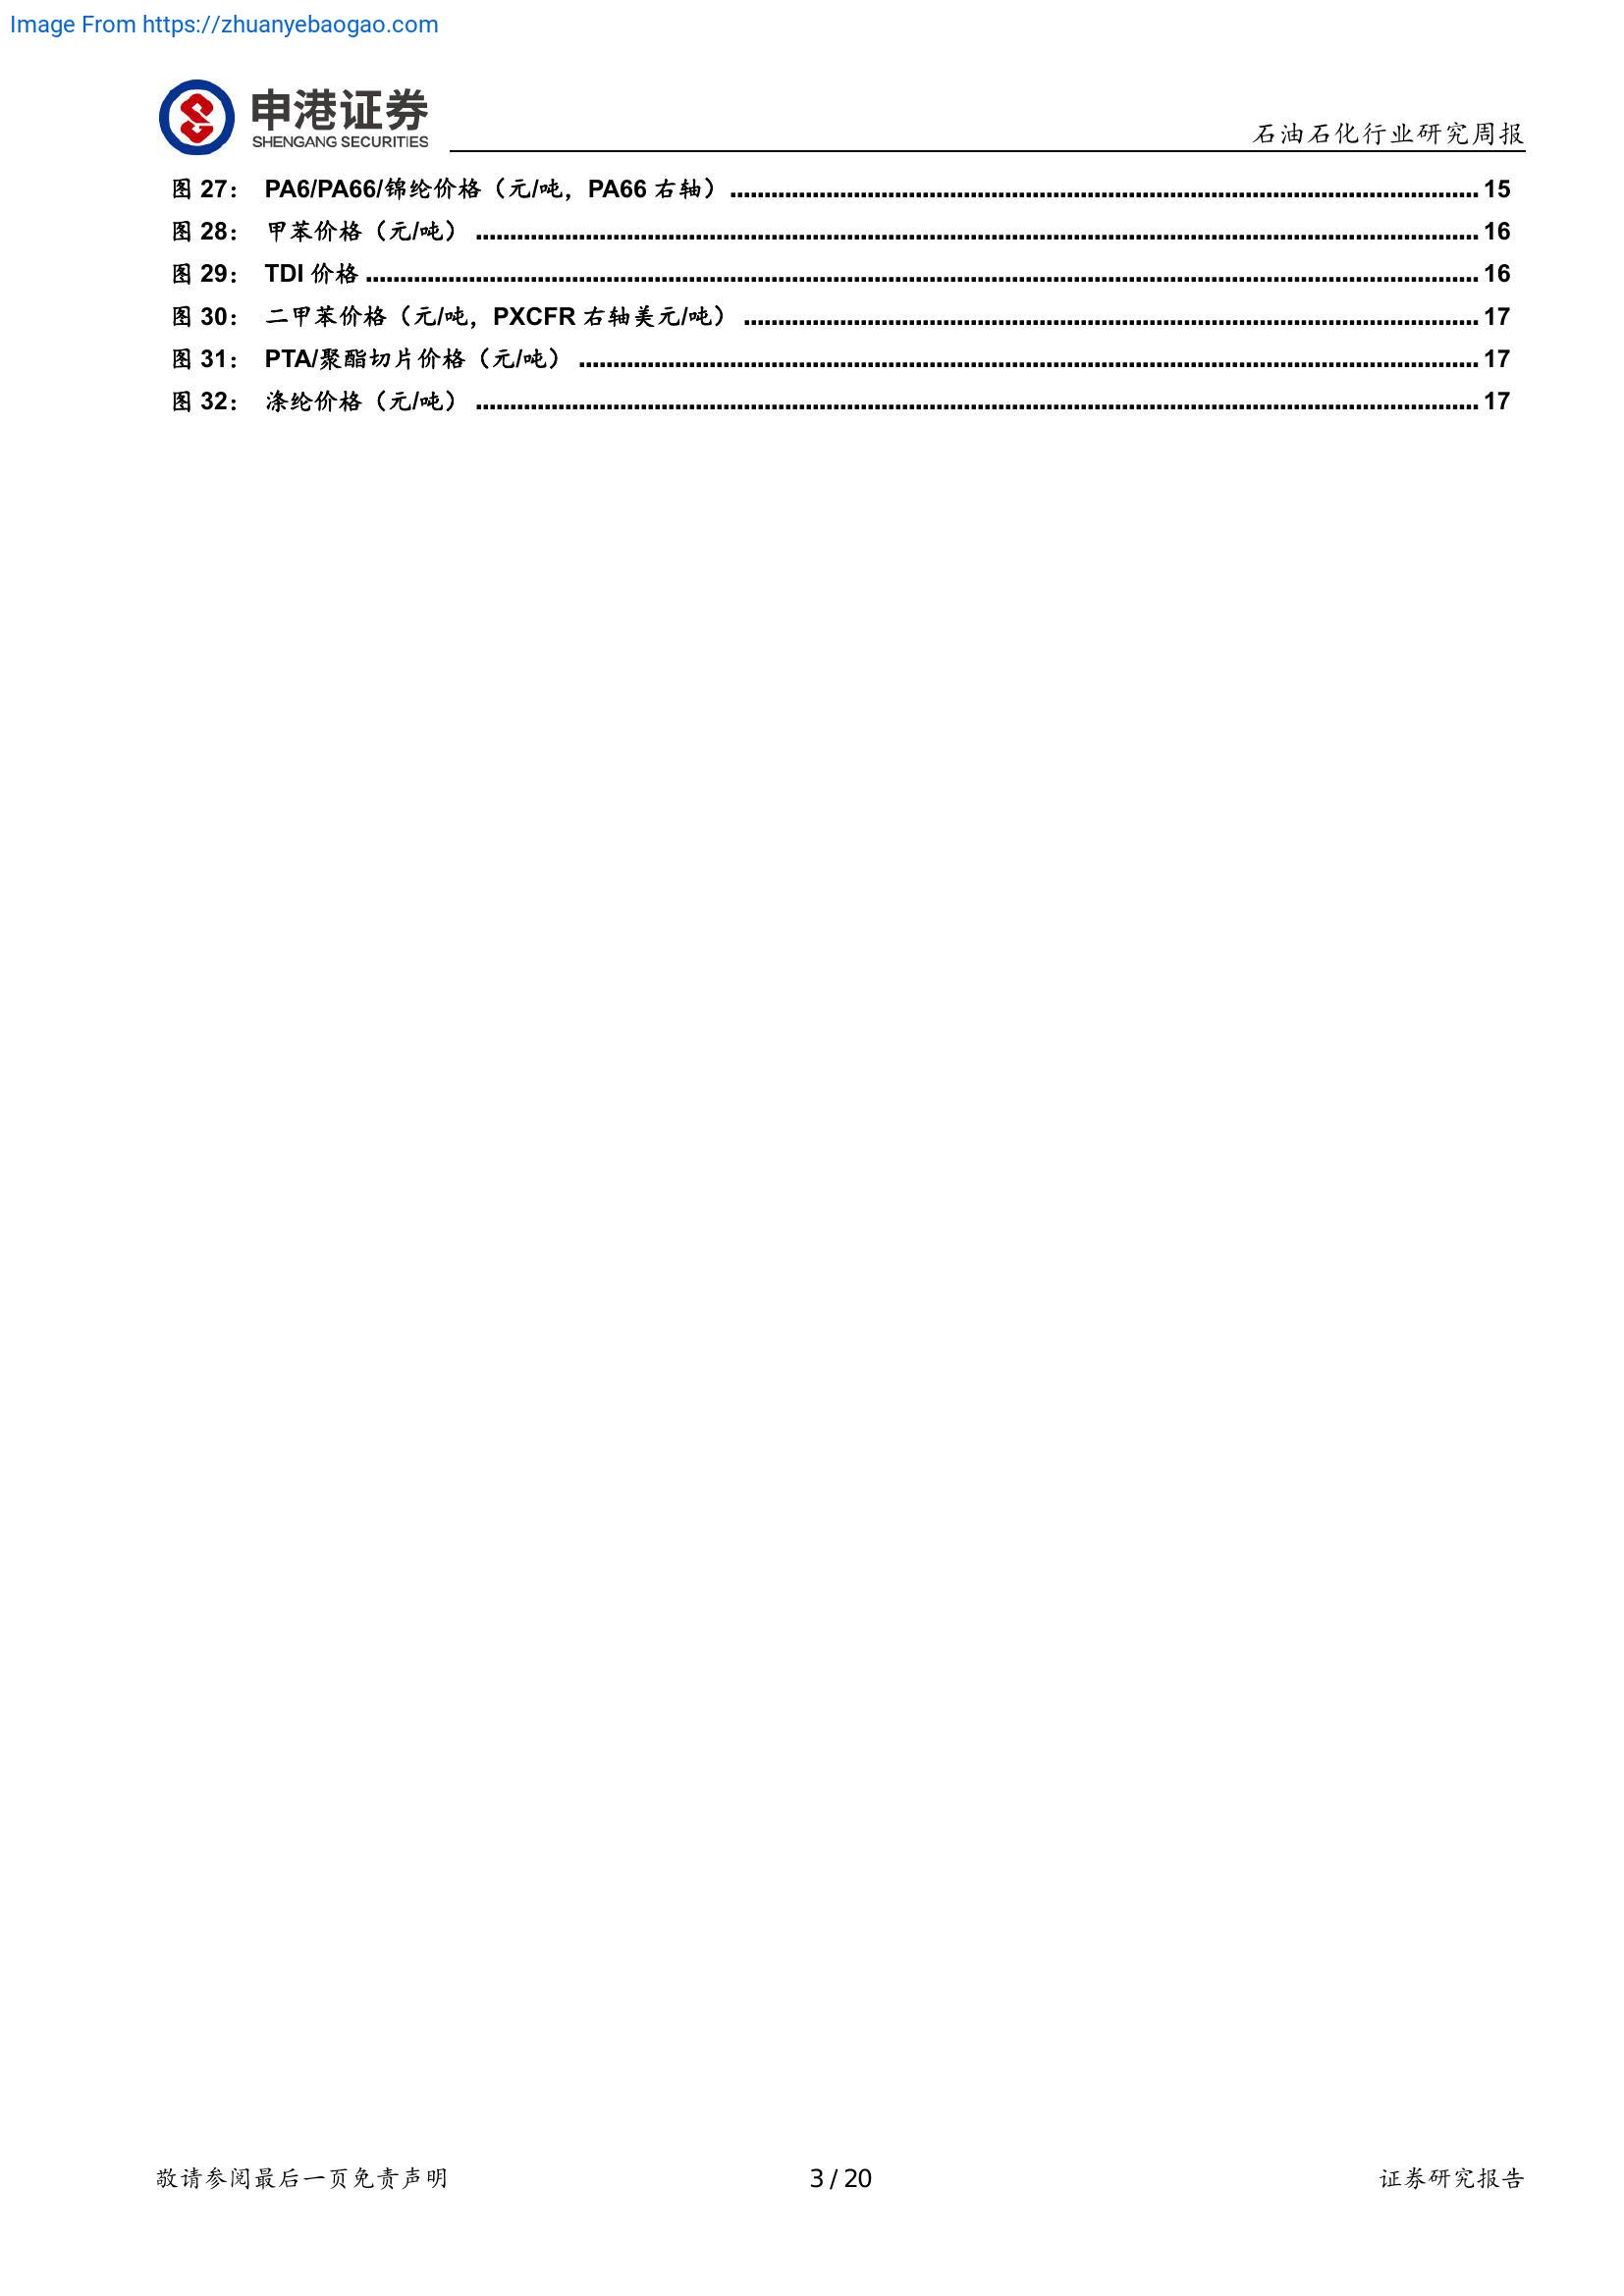 Image From https://zhuanyebaogao.com
申港证券
SHENGANG SECURITIES
石油石化行业研究周报
图 27： PA6/PA66/锦纶价格（元/吨，PA66 右轴） 15
图 28： 甲苯价格（元/吨） 16
图 29： TDI 价格 16
图 30： 二甲苯价格（元/吨，PXCFR 右轴美元/吨） 17
图 31： PTA/聚酯切片价格（元/吨） 17
图 32： 涤纶价格（元/吨） 17
敬请参阅最后一页免责声明 3 / 20 证券研究报告